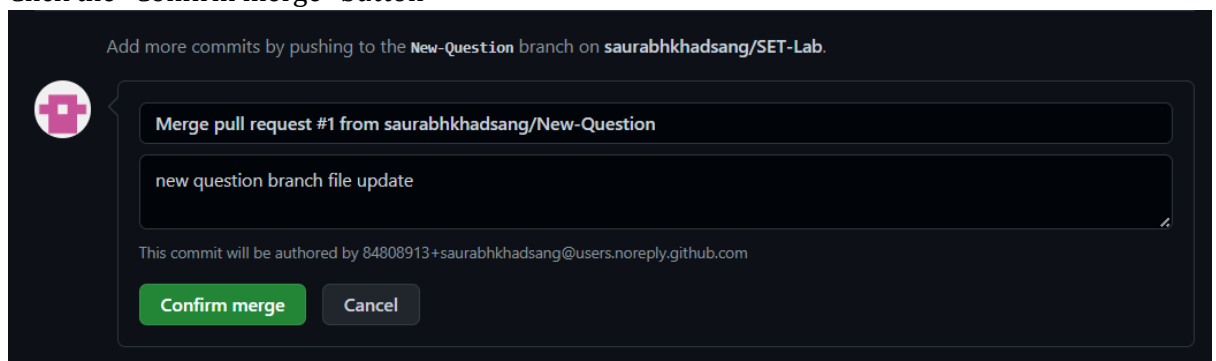 Click the "Confirm merge" button
Add more commits by pushing to the New-Question branch on saurabhkhadsang/SET-Lab.
Merge pull request #1 from saurabhkhadsang/New-Question
new question branch file update
This commit will be authored by 84808913+saurabhkhadsang@users.noreply.github.com
Confirm merge Cancel